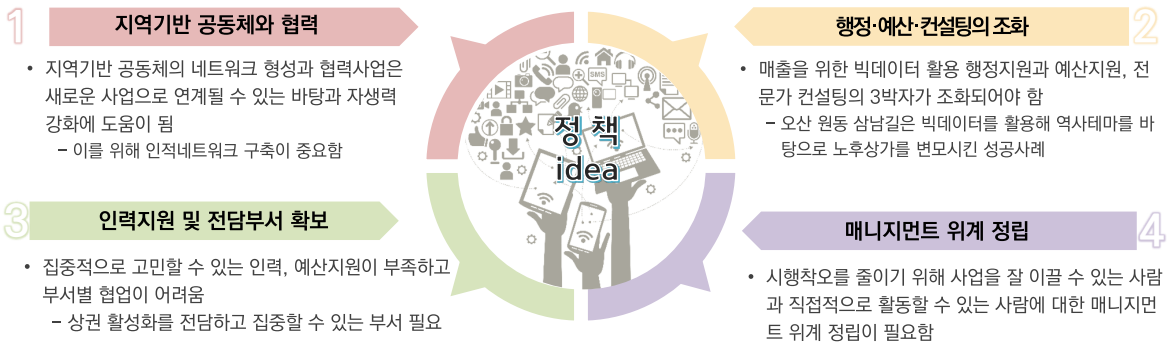 1
지역기반 공동체와 협력
• 지역기반 공동체의 네트워크 형성과 협력사업은
새로운 사업으로 연계될 수 있는 바탕과 자생력
강화에 도움이 됨
– 이를 위해 인적네트워크 구축이 중요함
행정·예산·컨설팅의 조화
2
• 매출을 위한 빅데이터 활용 행정지원과 예산지원, 전
문가 컨설팅의 3박자가 조화되어야 함
– 오산 원동 삼남길은 빅데이터를 활용해 역사테마를 바
탕으로 노후상가를 변모시킨 성공사례
SMS
정 책
idea
3
인력지원 및 전담부서 확보
• 집중적으로 고민할 수 있는 인력, 예산지원이 부족하고
부서별 협업이 어려움
– 상권 활성화를 전담하고 집중할 수 있는 부서 필요
매니지먼트 위계 정립
4
• 시행착오를 줄이기 위해 사업을 잘 이끌 수 있는 사람
과 직접적으로 활동할 수 있는 사람에 대한 매니지먼
트 위계 정립이 필요함